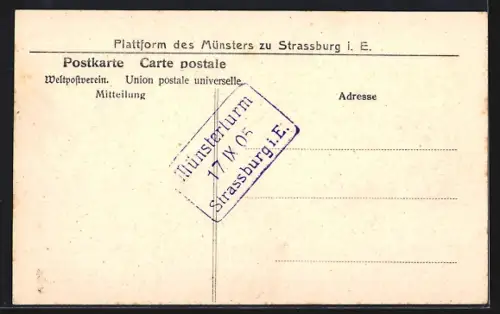 Plattform des Münsters zu Strassburg i. E.
Postkarte Carte postale
Weltpostverein. Union postale universelle
Mitteilung
Adresse
Münsterturm
17 IX 05
Strassburg i.E.